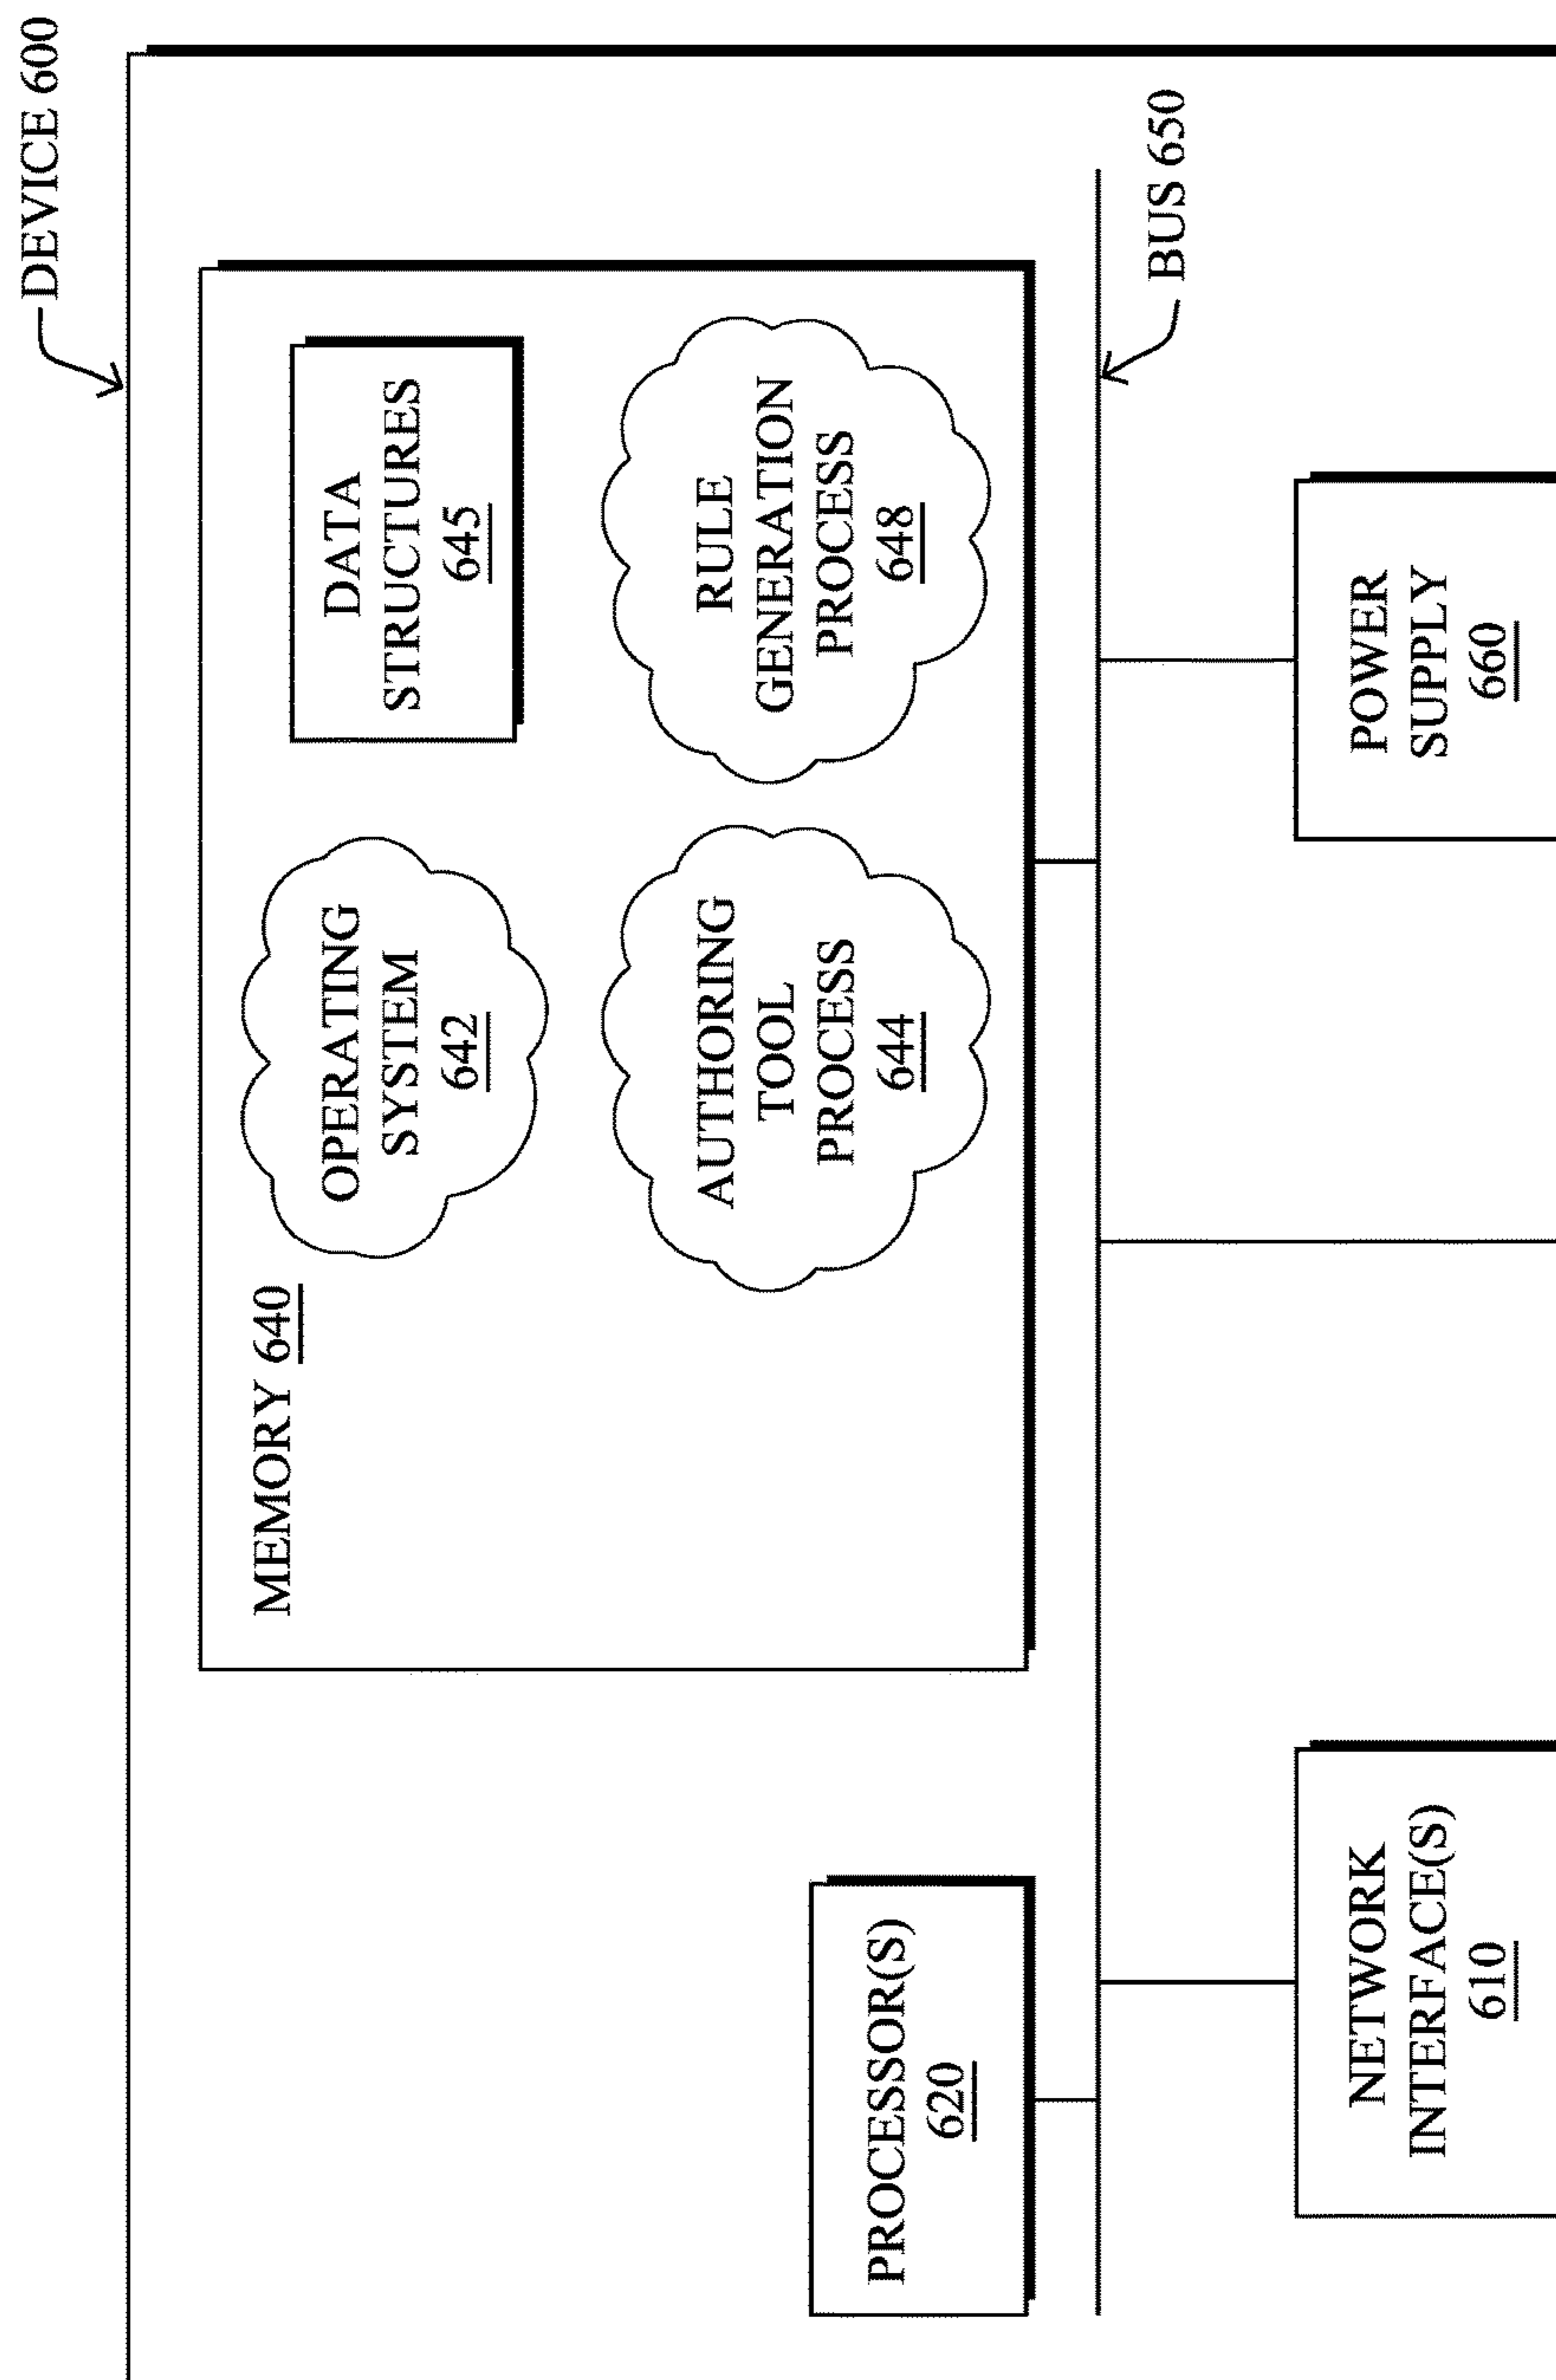 DEVICE 600
MEMORY 640
OPERATING
SYSTEM
642
DATA
STRUCTURES
645
AUTHORING
TOOL
PROCESS
644
RULE
GENERATION
PROCESS
648
PROCESSOR(S)
620
BUS 650
NETWORK
INTERFACE(S)
610
POWER
SUPPLY
660